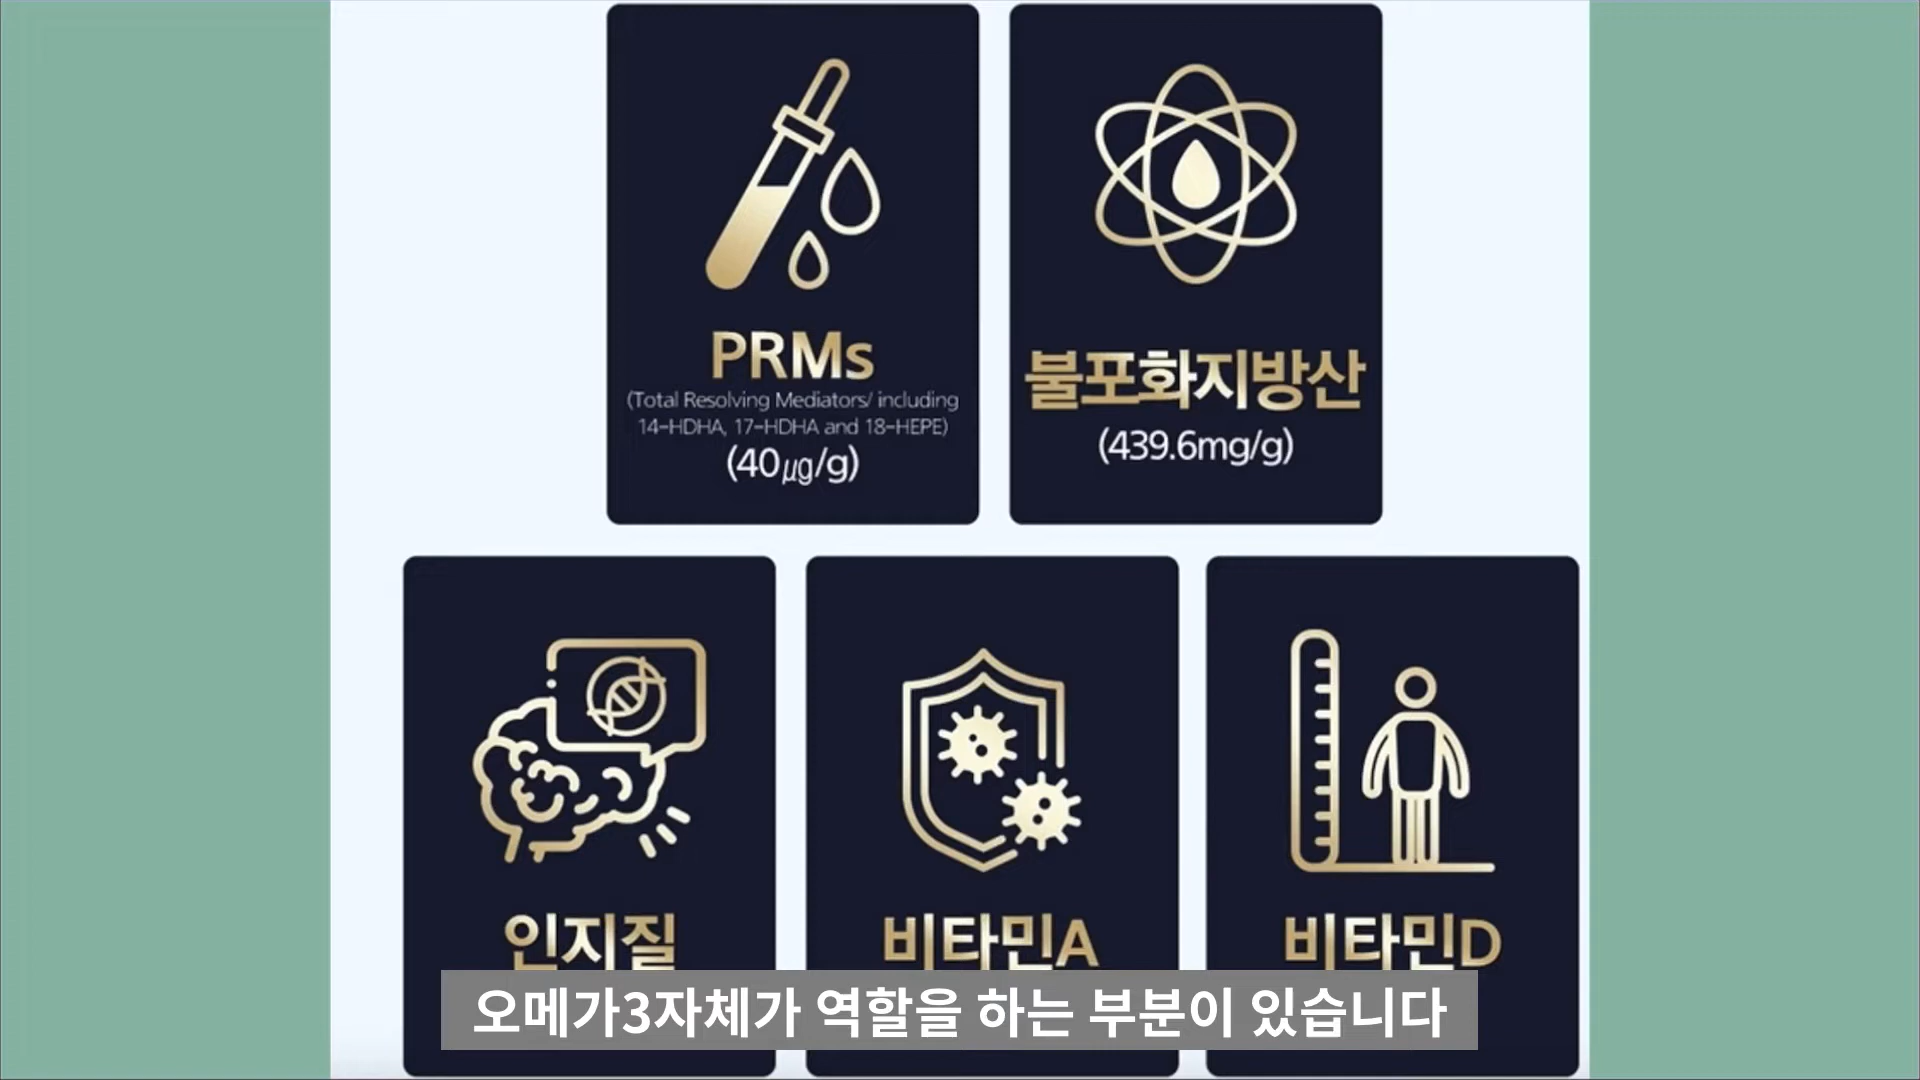 PRMs
(Total Resolving Mediators/ including
14-HDHA, 17-HDHA and 18-HEPE)
(40㎍/g)
불포화지방산
(439.6mg/g)
인지질
비타민A
비타민D
오메가3자체가 역할을 하는 부분이 있습니다